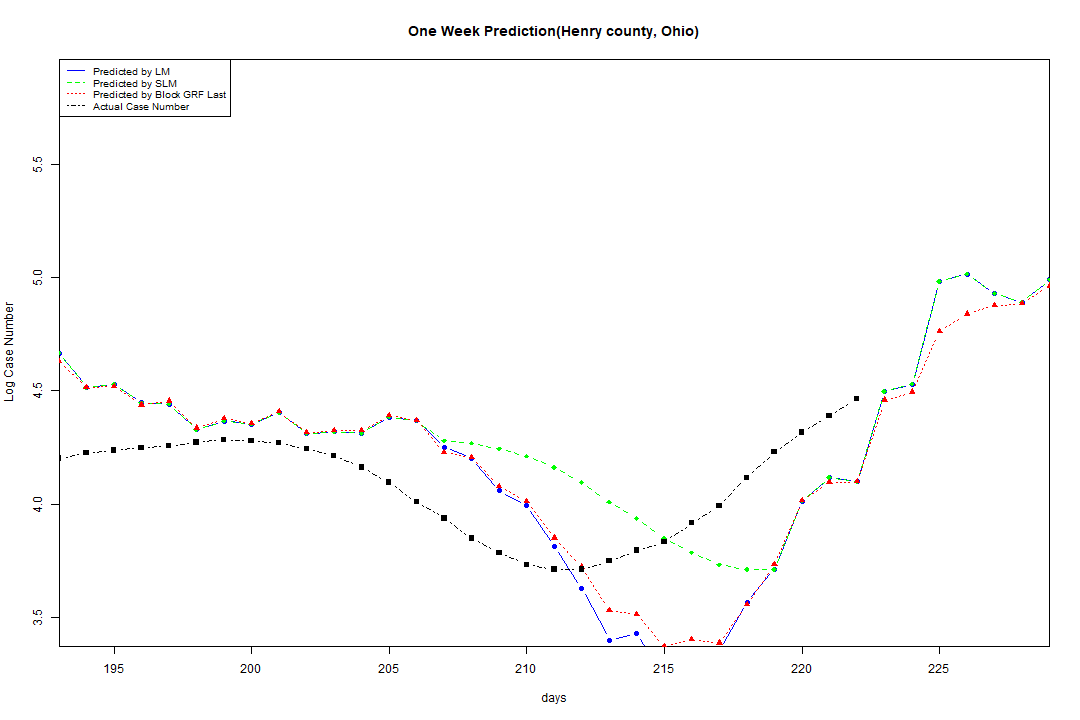 One Week Prediction(Henry county, Ohio)
Predicted by LM
Predicted by SLM
Predicted by Block GRF Last
Actual Case Number
Log Case Number
5.5
5.0
4.5
4.0
3.5
195 200 205 210 215 220 225
days